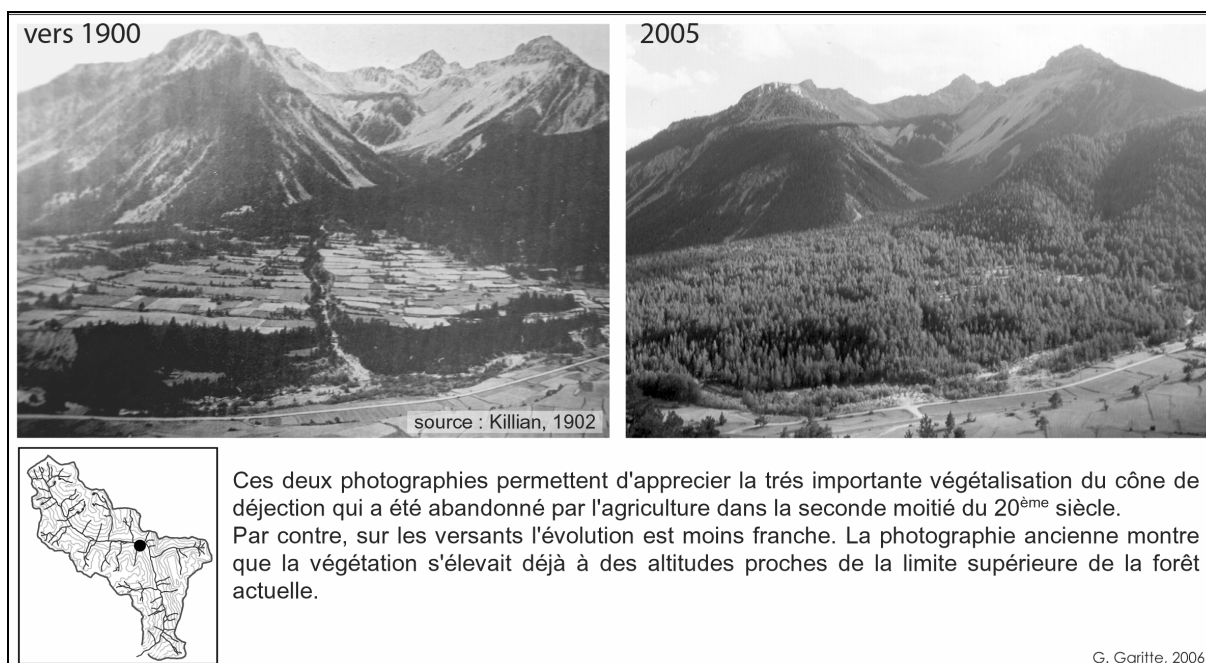 vers 1900
2005
source : Killian, 1902
Ces deux photographies permettent d'apprecier la trés importante végétalisation du cône de
déjection qui a été abandonné par l'agriculture dans la seconde moitié du 20ème siècle.
Par contre, sur les versants l'évolution est moins franche. La photographie ancienne montre
que la végétation s'élevait déjà à des altitudes proches de la limite supérieure de la forêt
actuelle.
G. Garitte, 2006